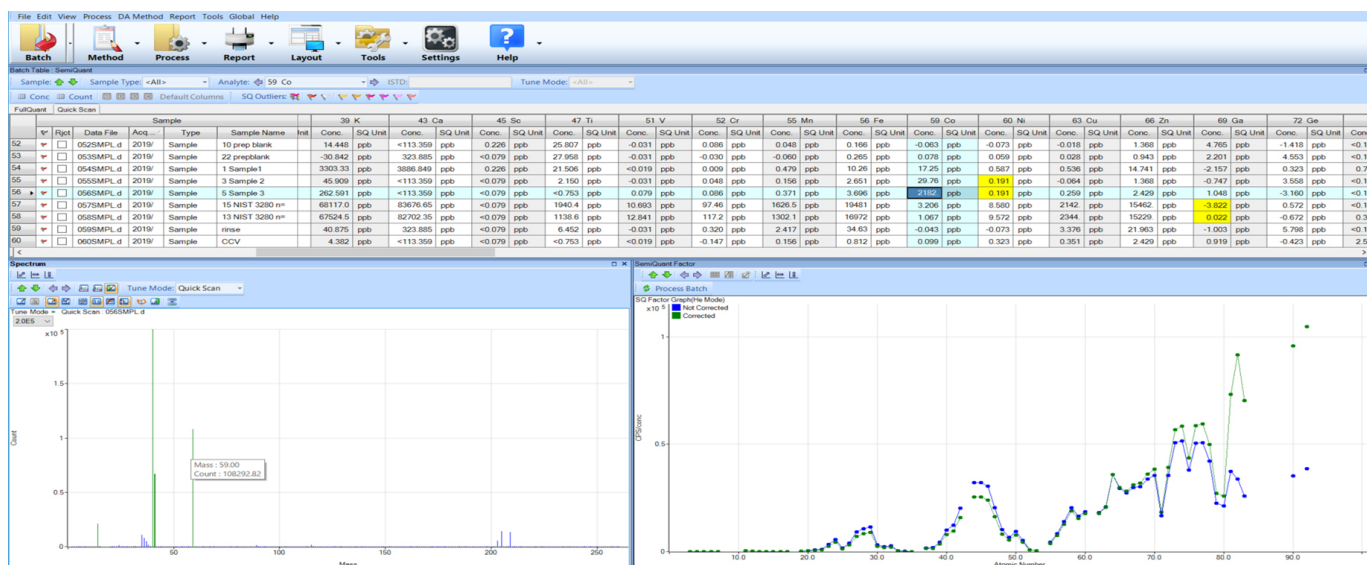 File Edit View Process DA Method Report Tools Global Help
Batch Method Process Report Layout Tools Settings Help
Batch Table : SemiQuant
Sample: Sample Type: <All> Analyte: 59 Co ISTD: Tune Mode: <All>
Conc Count Default Columns SQ Outliers:
FullQuant Quick Scan
Sample 39 K 43 Ca 45 Sc 47 Ti 51 V 52 Cr 55 Mn 56 Fe 59 Co 60 Ni 63 Cu 66 Zn 69 Ga 72 Ge
Rjct Data File Acq. Type Sample Name Conc. SQ Unit Conc. SQ Unit Conc. SQ Unit Conc. SQ Unit Conc. SQ Unit Conc. SQ Unit Conc. SQ Unit Conc. SQ Unit Conc. SQ Unit Conc. SQ Unit Conc. SQ Unit Conc. SQ Unit Conc. SQ Unit Conc. SQ Unit
52 052SMPL.d 2019/ Sample 10 prep blank 14.448 ppb <113.359 ppb 0.226 ppb 25.807 ppb -0.031 ppb 0.086 ppb 0.048 ppb 0.166 ppb -0.063 ppb -0.073 ppb -0.018 ppb 1.368 ppb 4.765 ppb -1.418 ppb
53 053SMPL.d 2019/ Sample 22 prepblank -30.842 ppb 323.885 ppb <0.079 ppb 27.958 ppb -0.031 ppb -0.030 ppb -0.060 ppb 0.265 ppb 0.078 ppb 0.059 ppb 0.028 ppb 0.943 ppb 2.201 ppb 4.553 ppb
54 054SMPL.d 2019/ Sample 1 Sample1 3303.33 ppb 3886.849 ppb 0.226 ppb 21.506 ppb <0.019 ppb 0.009 ppb 0.479 ppb 10.26 ppb 17.25 ppb 0.587 ppb 0.536 ppb 14.741 ppb -2.157 ppb 0.323 ppb
55 055SMPL.d 2019/ Sample 3 Sample 2 45.909 ppb 323.885 ppb <0.079 ppb 2.150 ppb -0.031 ppb 0.048 ppb 0.156 ppb 2.651 ppb 29.76 ppb 0.191 ppb -0.064 ppb 1.368 ppb -0.747 ppb 3.558 ppb
56 056SMPL.d 2019/ Sample 5 Sample 3 262.591 ppb <113.359 ppb <0.079 ppb <0.753 ppb 0.079 ppb 0.086 ppb 0.371 ppb 3.696 ppb 2182. ppb 0.191 ppb 0.259 ppb 2.429 ppb 1.048 ppb -3.160 ppb
57 057SMPL.d 2019/ Sample 15 NIST 3280 n= 68117.0 ppb 83676.65 ppb <0.079 ppb 1940.4 ppb 10.693 ppb 97.46 ppb 1626.5 ppb 19481 ppb 3.206 ppb 8.580 ppb 2142. ppb 15462. ppb -3.822 ppb 0.572 ppb
58 058SMPL.d 2019/ Sample 13 NIST 3280 n= 67524.5 ppb 82702.35 ppb <0.079 ppb 1138.6 ppb 12.841 ppb 117.2 ppb 1302.1 ppb 16972 ppb 1.067 ppb 9.572 ppb 2344. ppb 15229. ppb 0.022 ppb -0.672 ppb
59 059SMPL.d 2019/ Sample rinse 40.875 ppb 323.885 ppb <0.079 ppb 6.452 ppb -0.031 ppb 0.320 ppb 2.417 ppb 34.63 ppb -0.043 ppb -0.073 ppb 3.376 ppb 21.963 ppb -1.003 ppb 5.798 ppb
60 060SMPL.d 2019/ Sample CCV 4.382 ppb <113.359 ppb <0.079 ppb <0.753 ppb <0.019 ppb -0.147 ppb 0.156 ppb 0.812 ppb 0.099 ppb 0.323 ppb 0.351 ppb 2.429 ppb 0.919 ppb -0.423 ppb
Spectrum
Tune Mode: Quick Scan
Tune Mode = Quick Scan : 056SMPL.d
2.0E5
x10 5
1.5
1
0.5
0
Count
Mass : 59.00
Count : 108292.82
50 100 150 200 250
Mass
SemiQuant Factor
Process Batch
SQ Factor Graph(He Mode)
x10 5
Not Corrected
Corrected
1
0.5
0
CPS/conc
10.0 20.0 30.0 40.0 50.0 60.0 70.0 80.0 90.0
Atomic Number